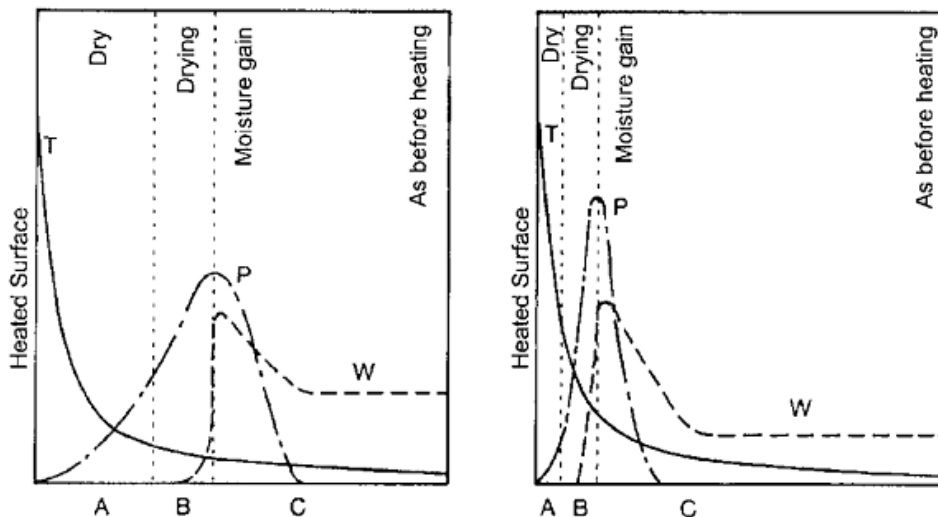 Dry
Drying
Moisture gain
As before heating
T
P
W
Heated Surface
A
B
C
Dry
Drying
Moisture gain
As before heating
T
P
W
Heated Surface
A
B
C